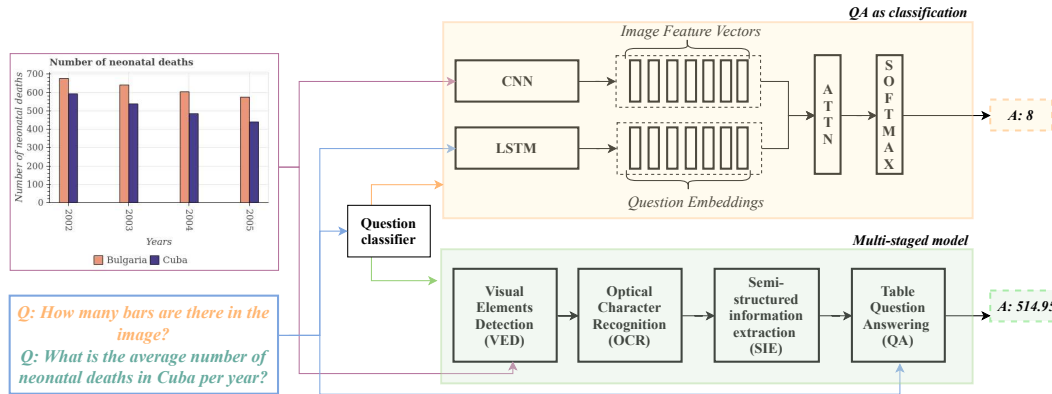 QA as classification
Number of neonatal deaths
Number of neonatal deaths
700
600
500
400
300
200
100
0
2002
2003
2004
2005
Years
Bulgaria
Cuba
Q: How many bars are there in the
image?
Q: What is the average number of
neonatal deaths in Cuba per year?
Question
classifier
Image Feature Vectors
CNN
LSTM
Question Embeddings
ATTN
SOFTMAX
A: 8
Multi-staged model
Visual
Elements
Detection
(VED)
Optical
Character
Recognition
(OCR)
Semi-
structured
information
extraction
(SIE)
Table
Question
Answering
(QA)
A: 514.95